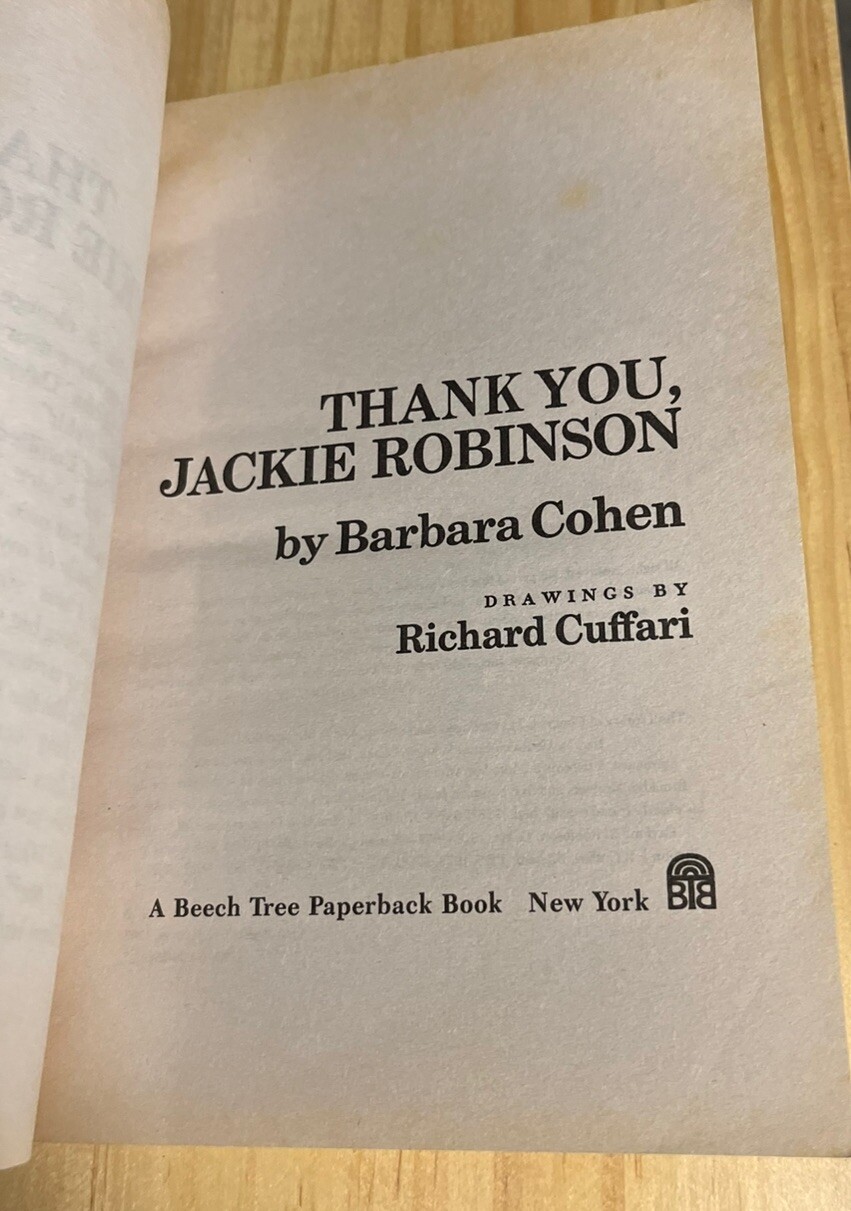 THANK YOU,
JACKIE ROBINSON
by Barbara Cohen
DRAWINGS BY
Richard Cuffari
A Beech Tree Paperback Book New York BTB